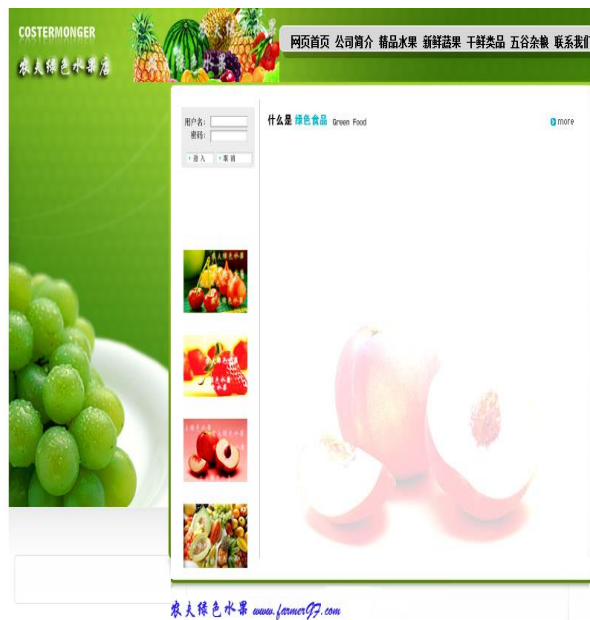 COSTERMONGER
农夫绿色水果店
网页首页 公司简介 精品水果 新鲜蔬果 干鲜类品 五谷杂粮 联系我们
用户名:
密码:
进入 取消
什么是 绿色食品 Green Food
more
农夫绿色水果 www.farmerGF.com